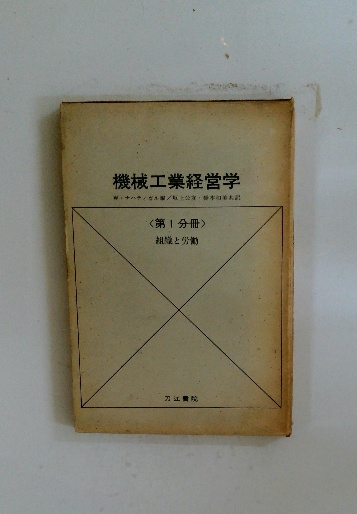 機械工業経営学
〈第1分冊〉
組織と労働
刀江書院